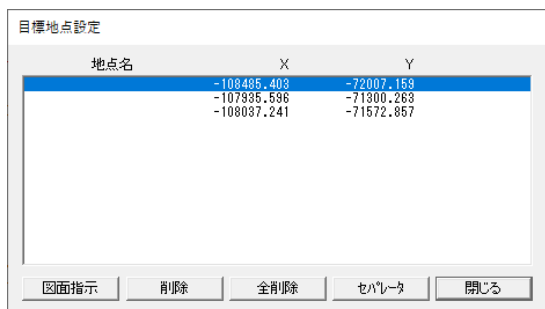 目標地点設定
地点名 X Y
-108485.403 -72007.159
-107935.596 -71300.263
-108037.241 -71572.857
図面指示 削除 全削除 ｾﾊﾟﾚｰﾀ 閉じる